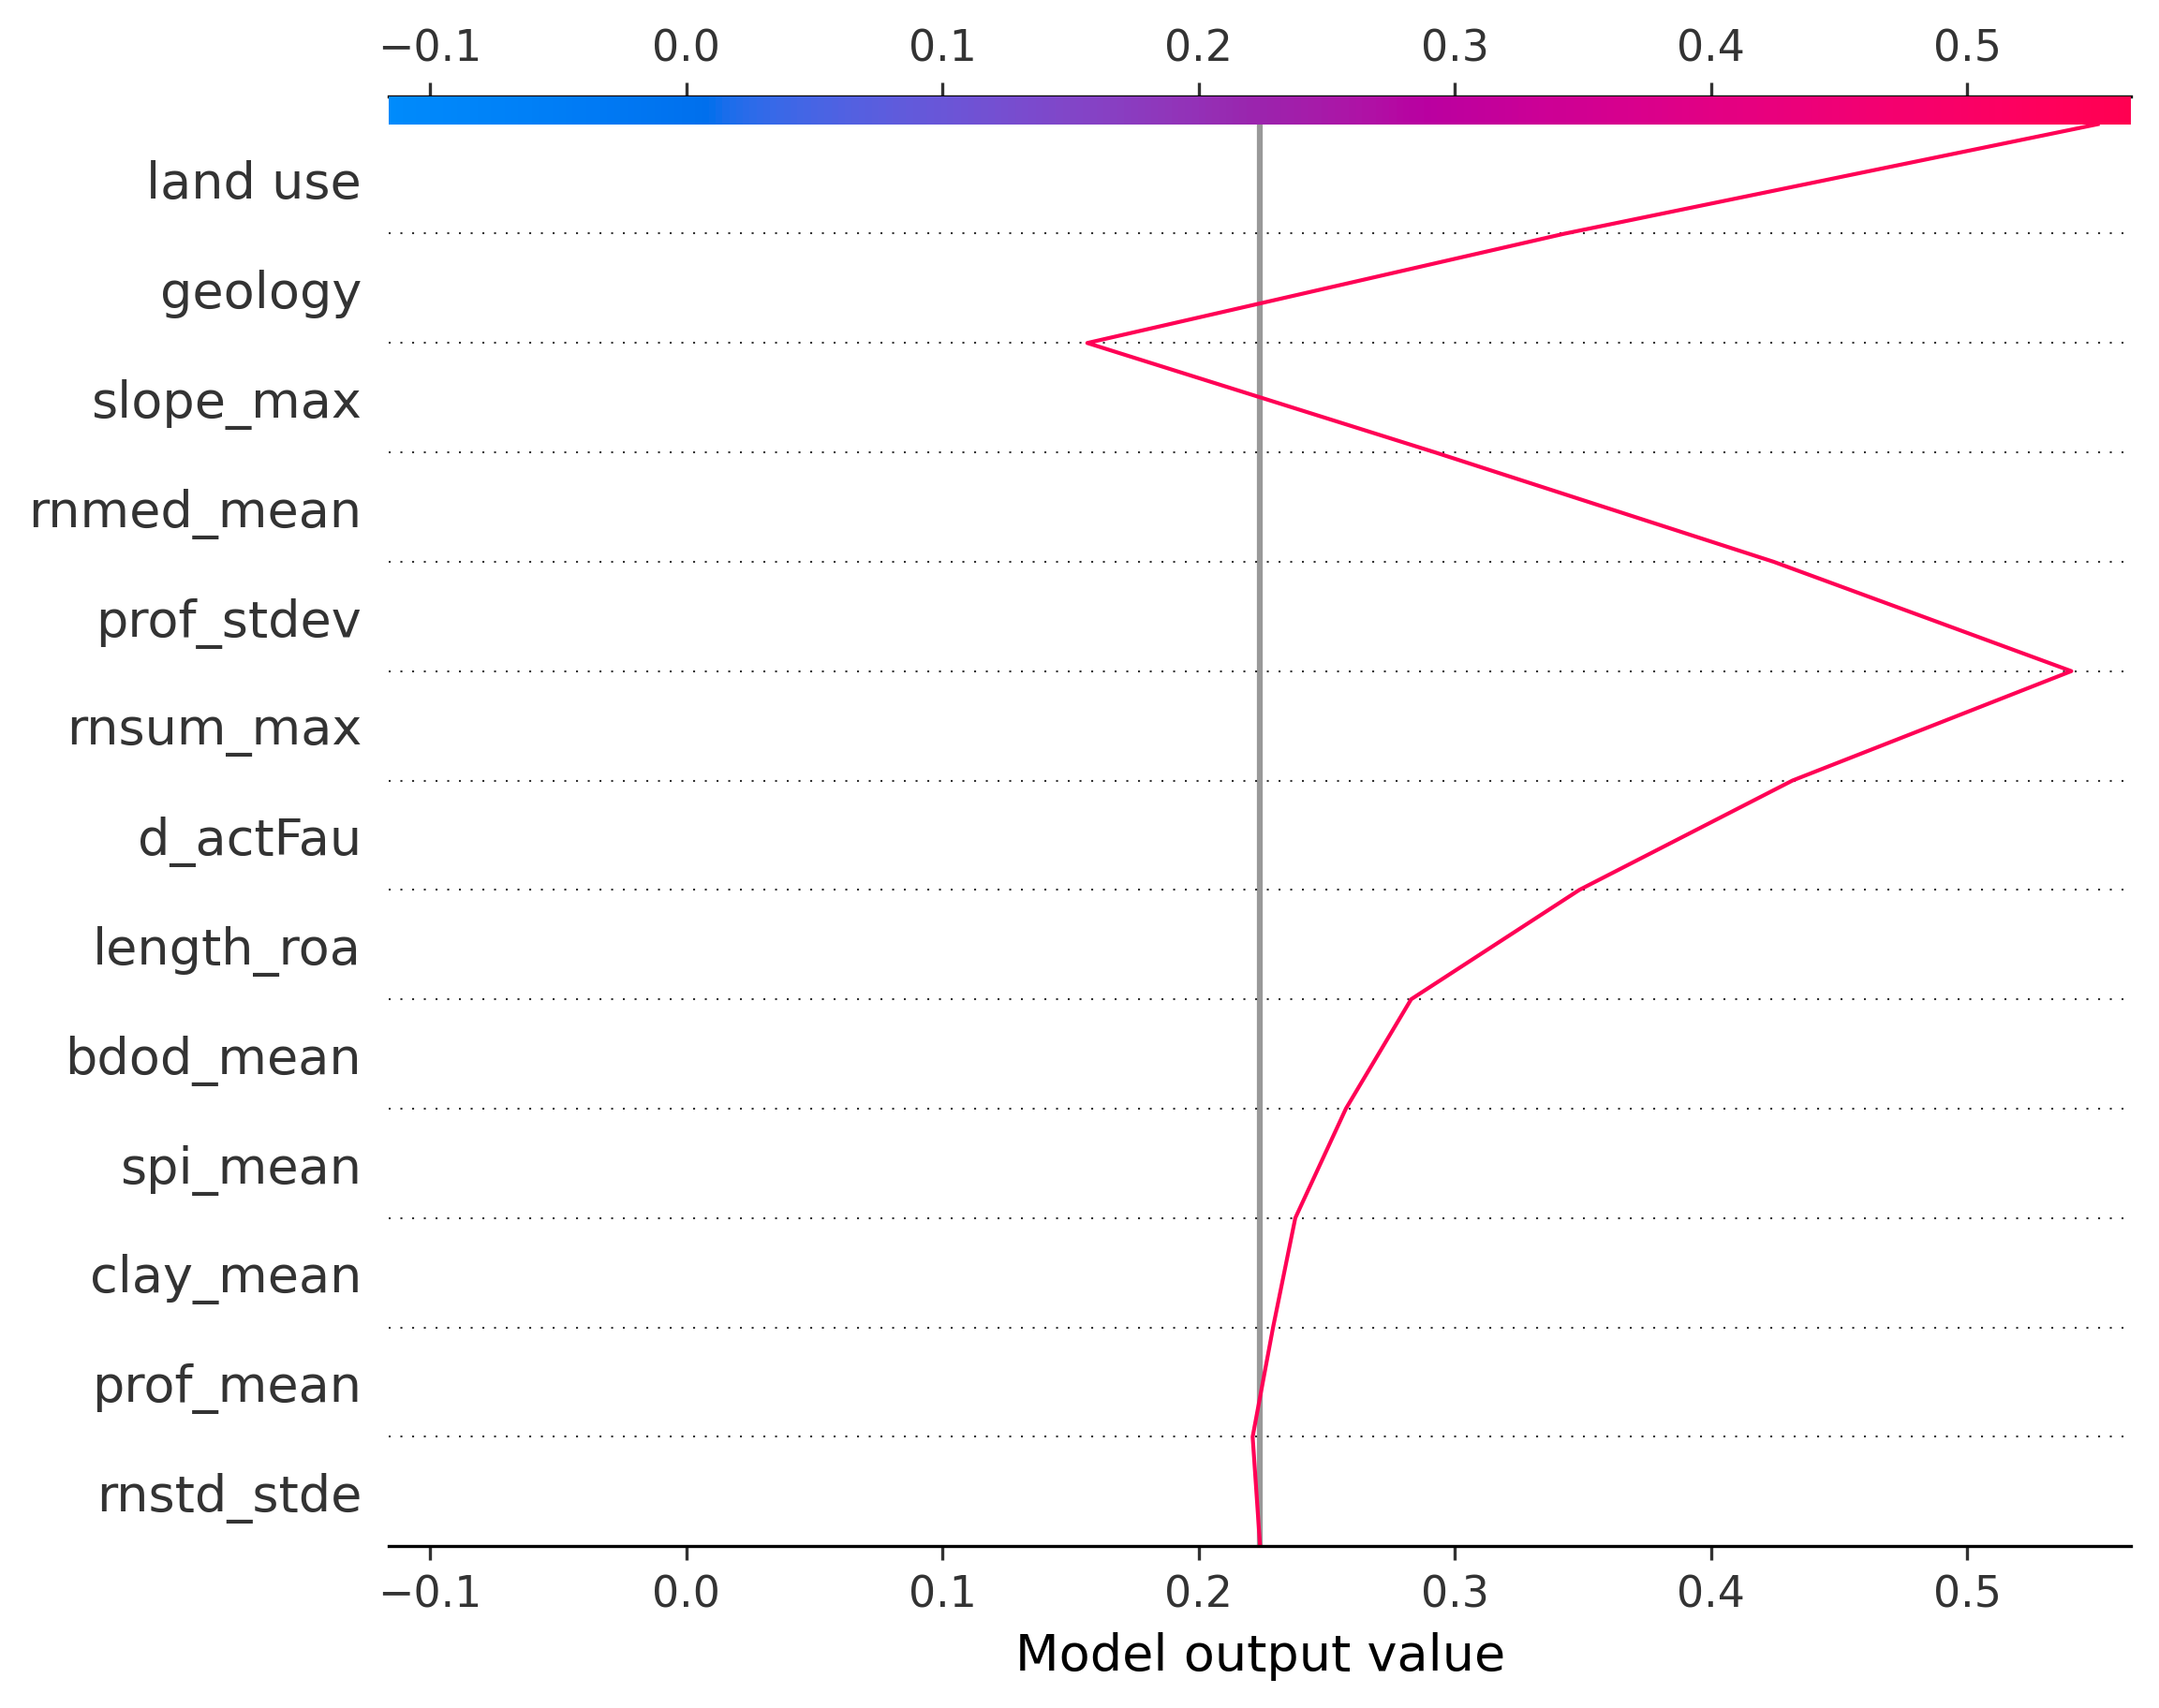 −0.1 0.0 0.1 0.2 0.3 0.4 0.5
land use
geology
slope_max
rnmed_mean
prof_stdev
rnsum_max
d_actFau
length_roa
bdod_mean
spi_mean
clay_mean
prof_mean
rnstd_stde
−0.1 0.0 0.1 0.2 0.3 0.4 0.5
Model output value